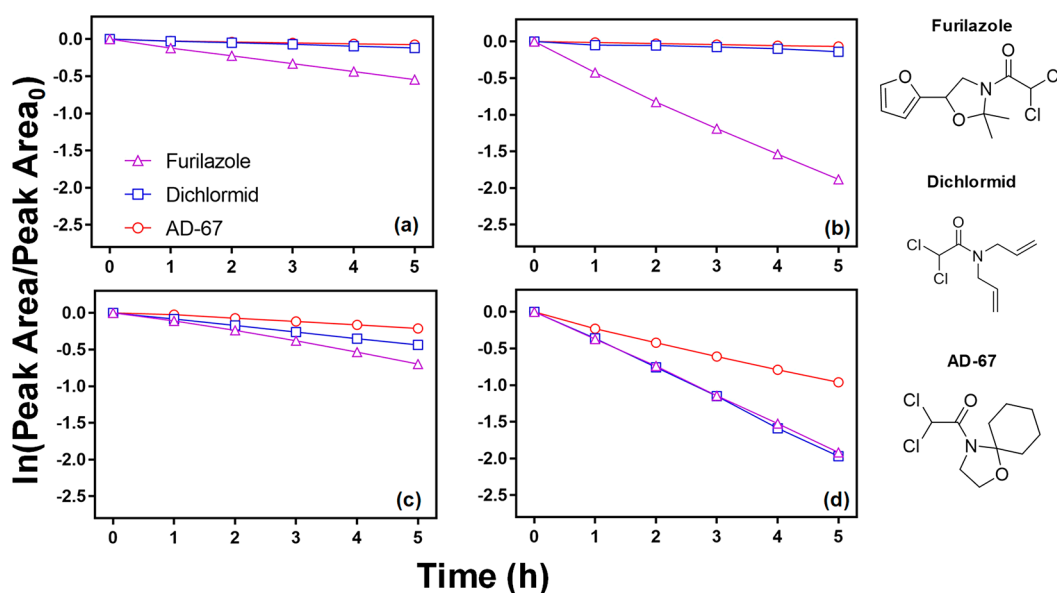 ln(Peak Area/Peak Area0)
0.0
-0.5
-1.0
-1.5
-2.0
-2.5
Furilazole
Dichlormid
AD-67
(a)
0 1 2 3 4 5
0.0
-0.5
-1.0
-1.5
-2.0
-2.5
(b)
0 1 2 3 4 5
0.0
-0.5
-1.0
-1.5
-2.0
-2.5
(c)
0 1 2 3 4 5
0.0
-0.5
-1.0
-1.5
-2.0
-2.5
(d)
0 1 2 3 4 5
Time (h)
Furilazole
O
O
N
O
Cl
Dichlormid
O
Cl
N
Cl
AD-67
Cl
O
Cl
N
O